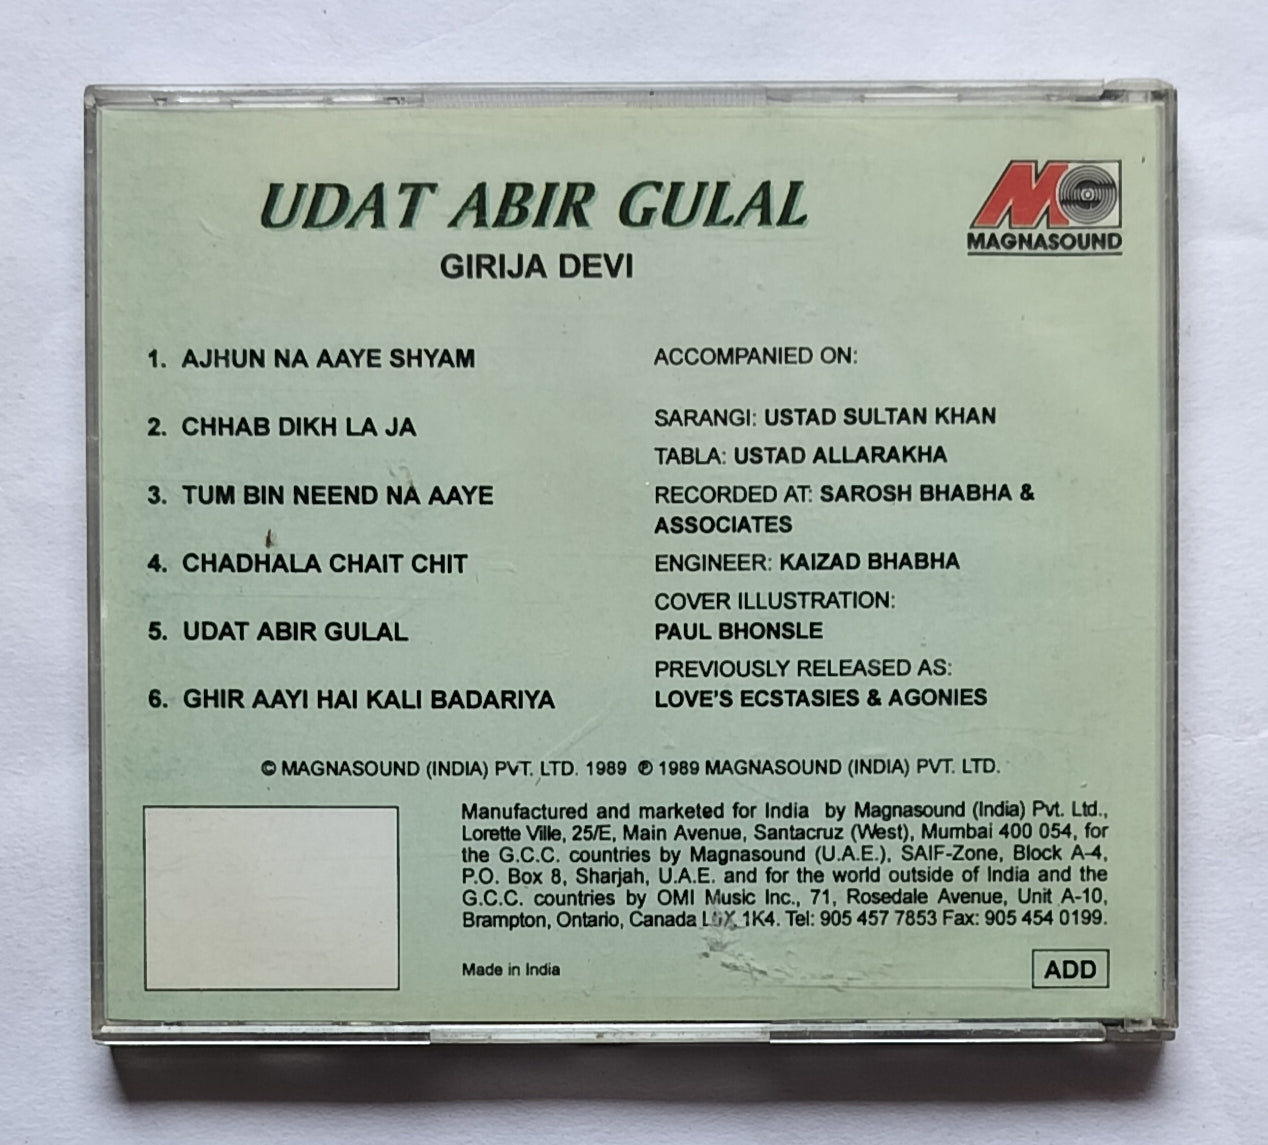 UDAT ABIR GULAL
GIRIJA DEVI
MAGNASOUND
1. AJHUN NA AAYE SHYAM
2. CHHAB DIKH LA JA
3. TUM BIN NEEND NA AAYE
4. CHADHALA CHAIT CHIT
5. UDAT ABIR GULAL
6. GHIR AAYI HAI KALI BADARIYA
ACCOMPANIED ON:
SARANGI: USTAD SULTAN KHAN
TABLA: USTAD ALLARAKHA
RECORDED AT: SAROSH BHABHA &
ASSOCIATES
ENGINEER: KAIZAD BHABHA
COVER ILLUSTRATION:
PAUL BHONSLE
PREVIOUSLY RELEASED AS:
LOVE'S ECSTASIES & AGONIES
© MAGNASOUND (INDIA) PVT. LTD. 1989 ℗ 1989 MAGNASOUND (INDIA) PVT. LTD.
Manufactured and marketed for India by Magnasound (India) Pvt. Ltd.,
Lorette Ville, 25/E, Main Avenue, Santacruz (West), Mumbai 400 054, for
the G.C.C. countries by Magnasound (U.A.E.), SAIF-Zone, Block A-4,
P.O. Box 8, Sharjah, U.A.E. and for the world outside of India and the
G.C.C. countries by OMI Music Inc., 71, Rosedale Avenue, Unit A-10,
Brampton, Ontario, Canada 1K4. Tel: 905 457 7853 Fax: 905 454 0199.
Made in India
ADD